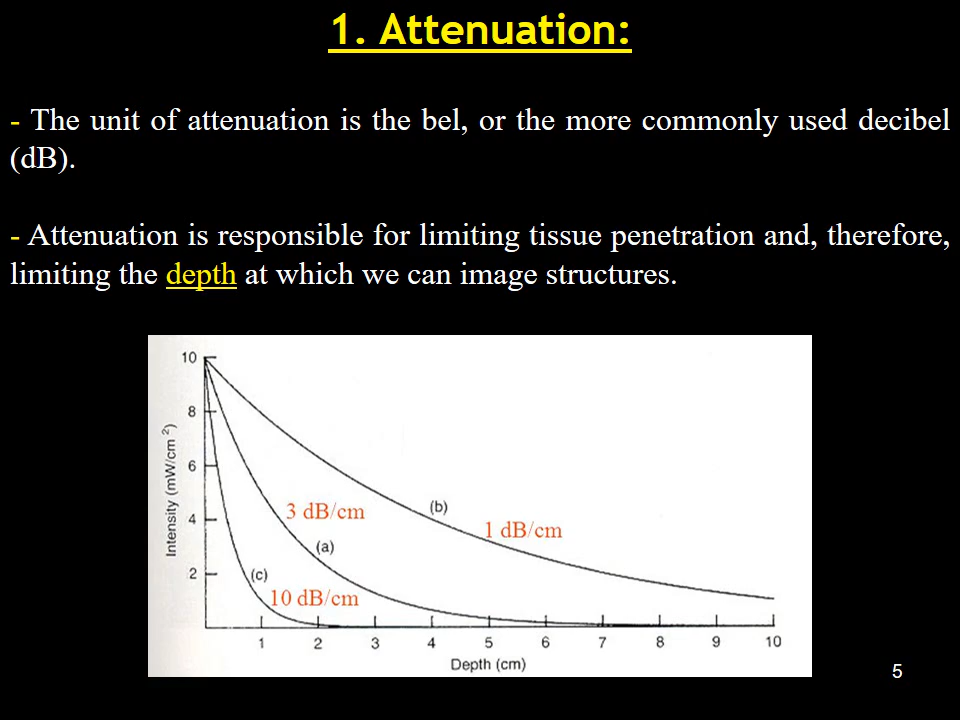 1. Attenuation:
- The unit of attenuation is the bel, or the more commonly used decibel
(dB).
- Attenuation is responsible for limiting tissue penetration and, therefore,
limiting the depth at which we can image structures.
10
8
6
4
2
Intensity (mW/cm 2)
(b)
3 dB/cm
1 dB/cm
(a)
(c)
10 dB/cm
1 2 3 4 5 6 7 8 9 10
Depth (cm)
5